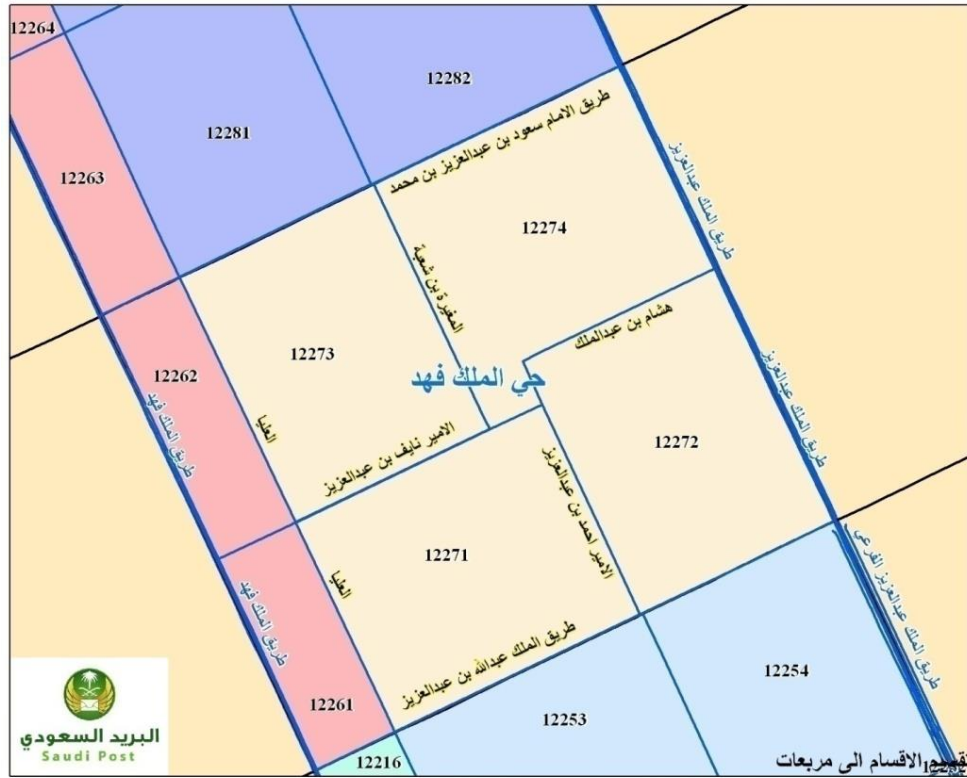 12264
12282
12281
طريق الامام سعود بن عبدالعزيز بن محمد
12263
طريق الملك عبدالعزيز
12274
المغيرة بن شعبة
هشام بن عبدالملك
12273
12262
حي الملك فهد
طريق الملك عبدالعزيز
طريق الملك فهد
العليا
الامير نايف بن عبدالعزيز
12272
الامير احمد بن عبدالعزيز
12271
العليا
طريق الملك فهد
طريق الملك عبدالعزيز الفرعي
طريق الملك عبدالله بن عبدالعزيز
12254
12261
12253
البريد السعودي
Saudi Post
12216
الاقسام الى مربعات